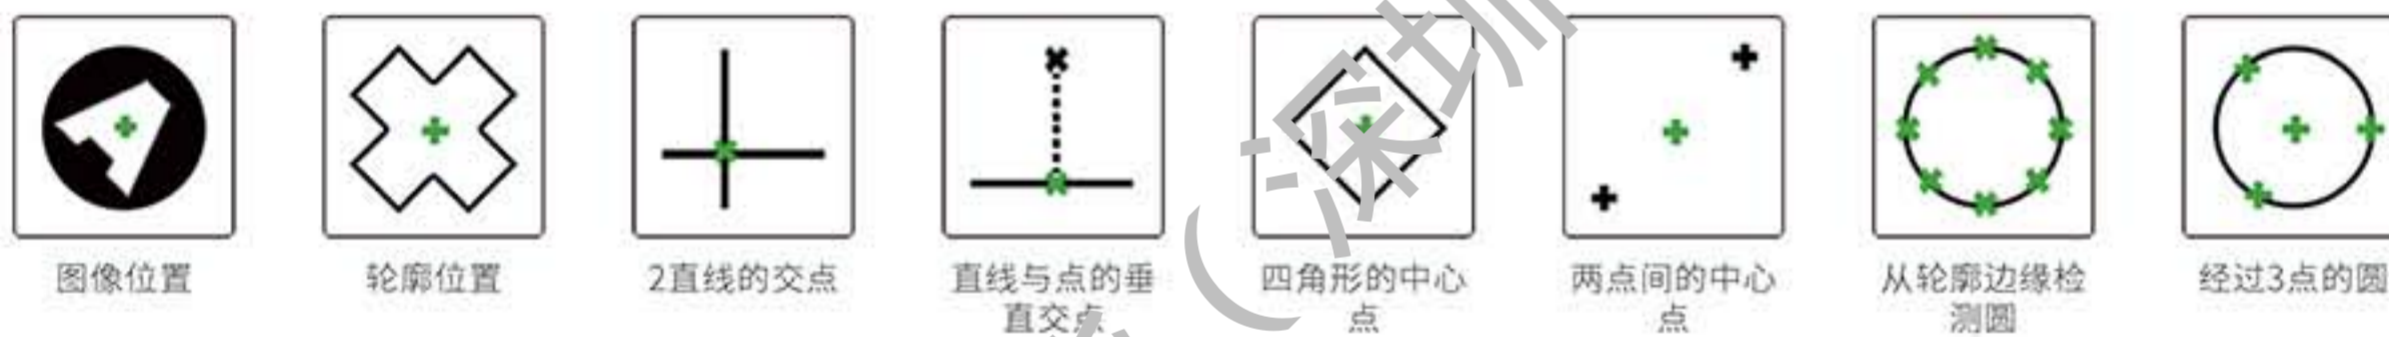 图像位置
轮廓位置
2直线的交点
直线与点的垂
直交点
四角形的中心
点
两点间的中心
点
从轮廓边缘检
测圆
经过3点的圆
（深圳